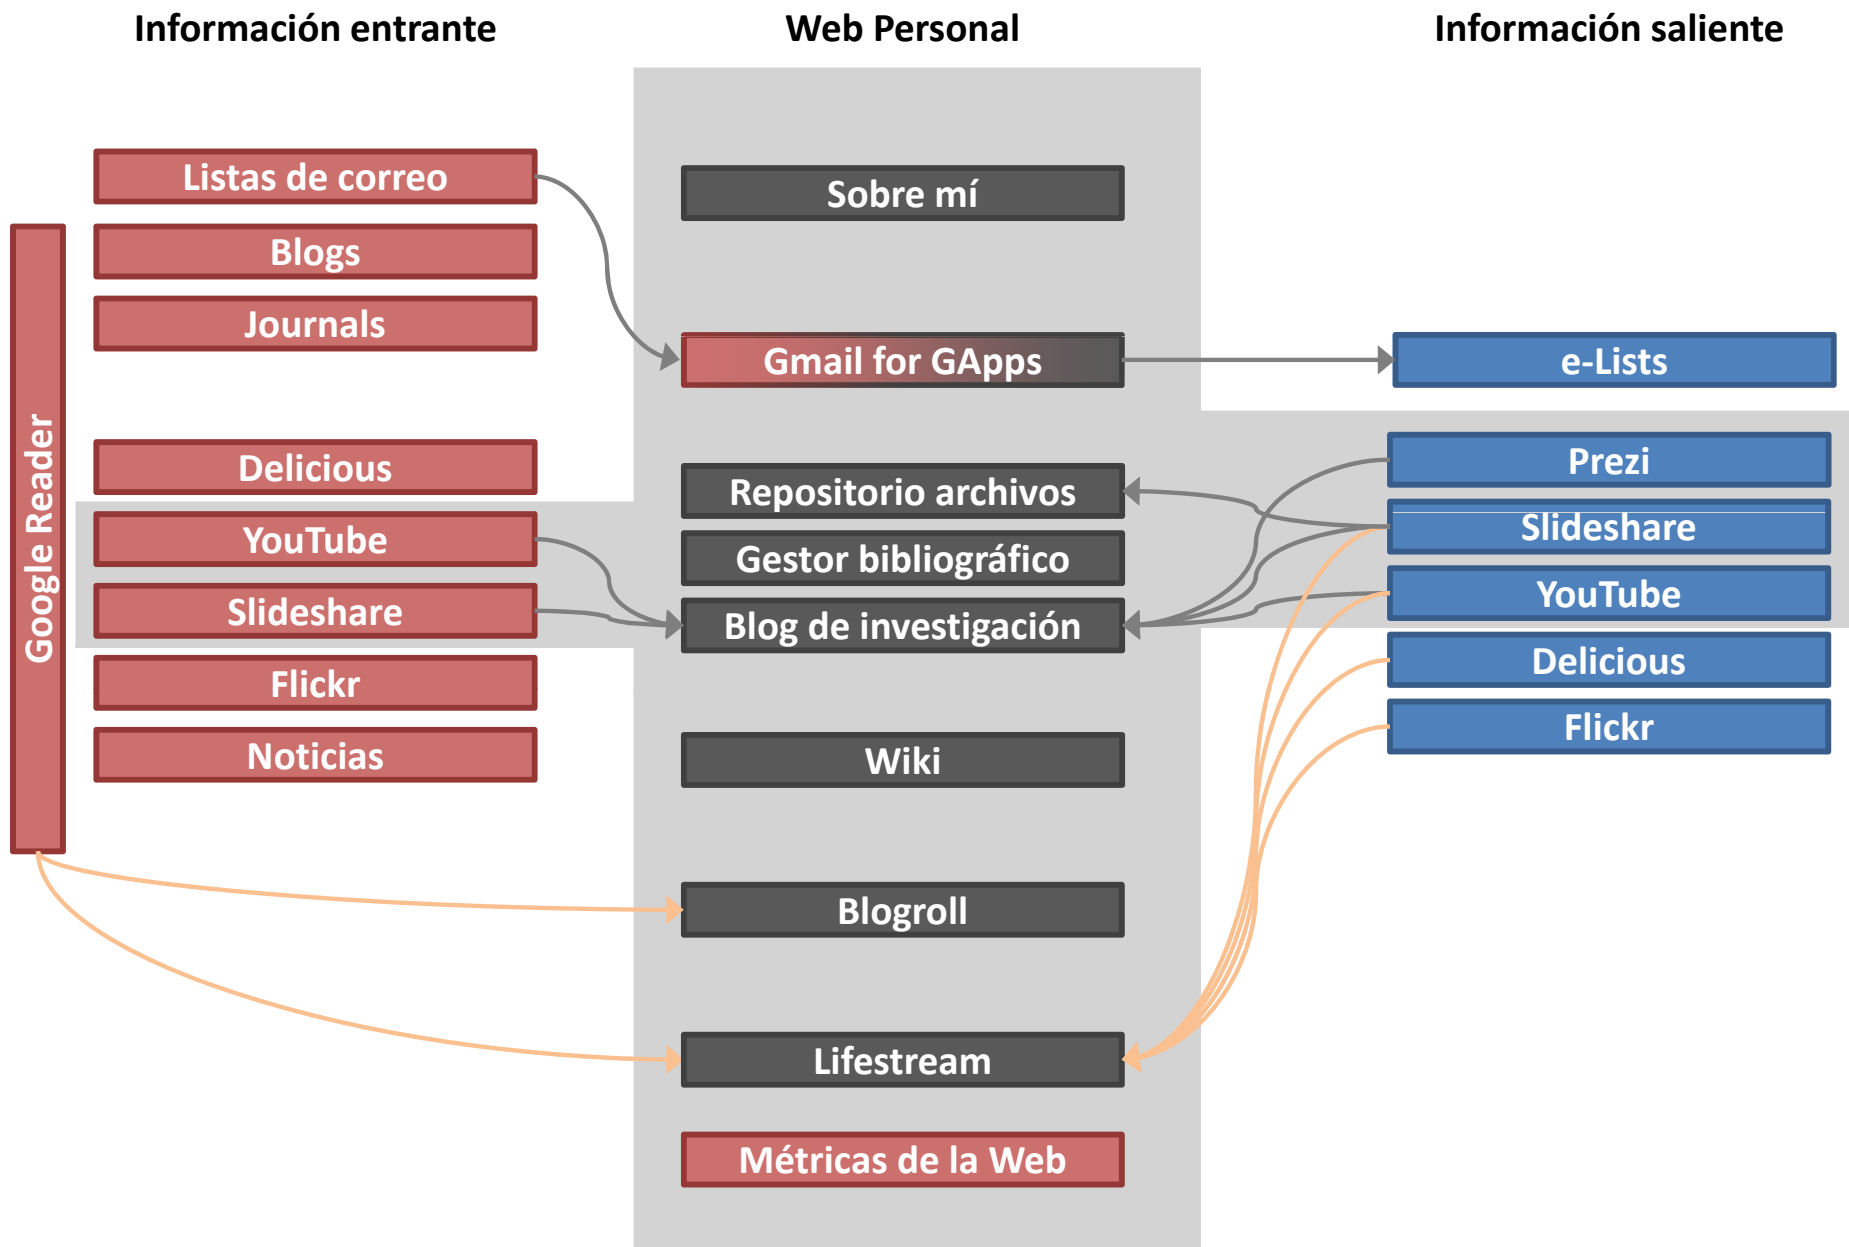 Información entrante
Web Personal
Información saliente
Google Reader
Listas de correo
Blogs
Journals
Delicious
YouTube
Slideshare
Flickr
Noticias
Sobre mí
Gmail for GApps
Repositorio archivos
Gestor bibliográfico
Blog de investigación
Wiki
Blogroll
Lifestream
Métricas de la Web
e-Lists
Prezi
Slideshare
YouTube
Delicious
Flickr